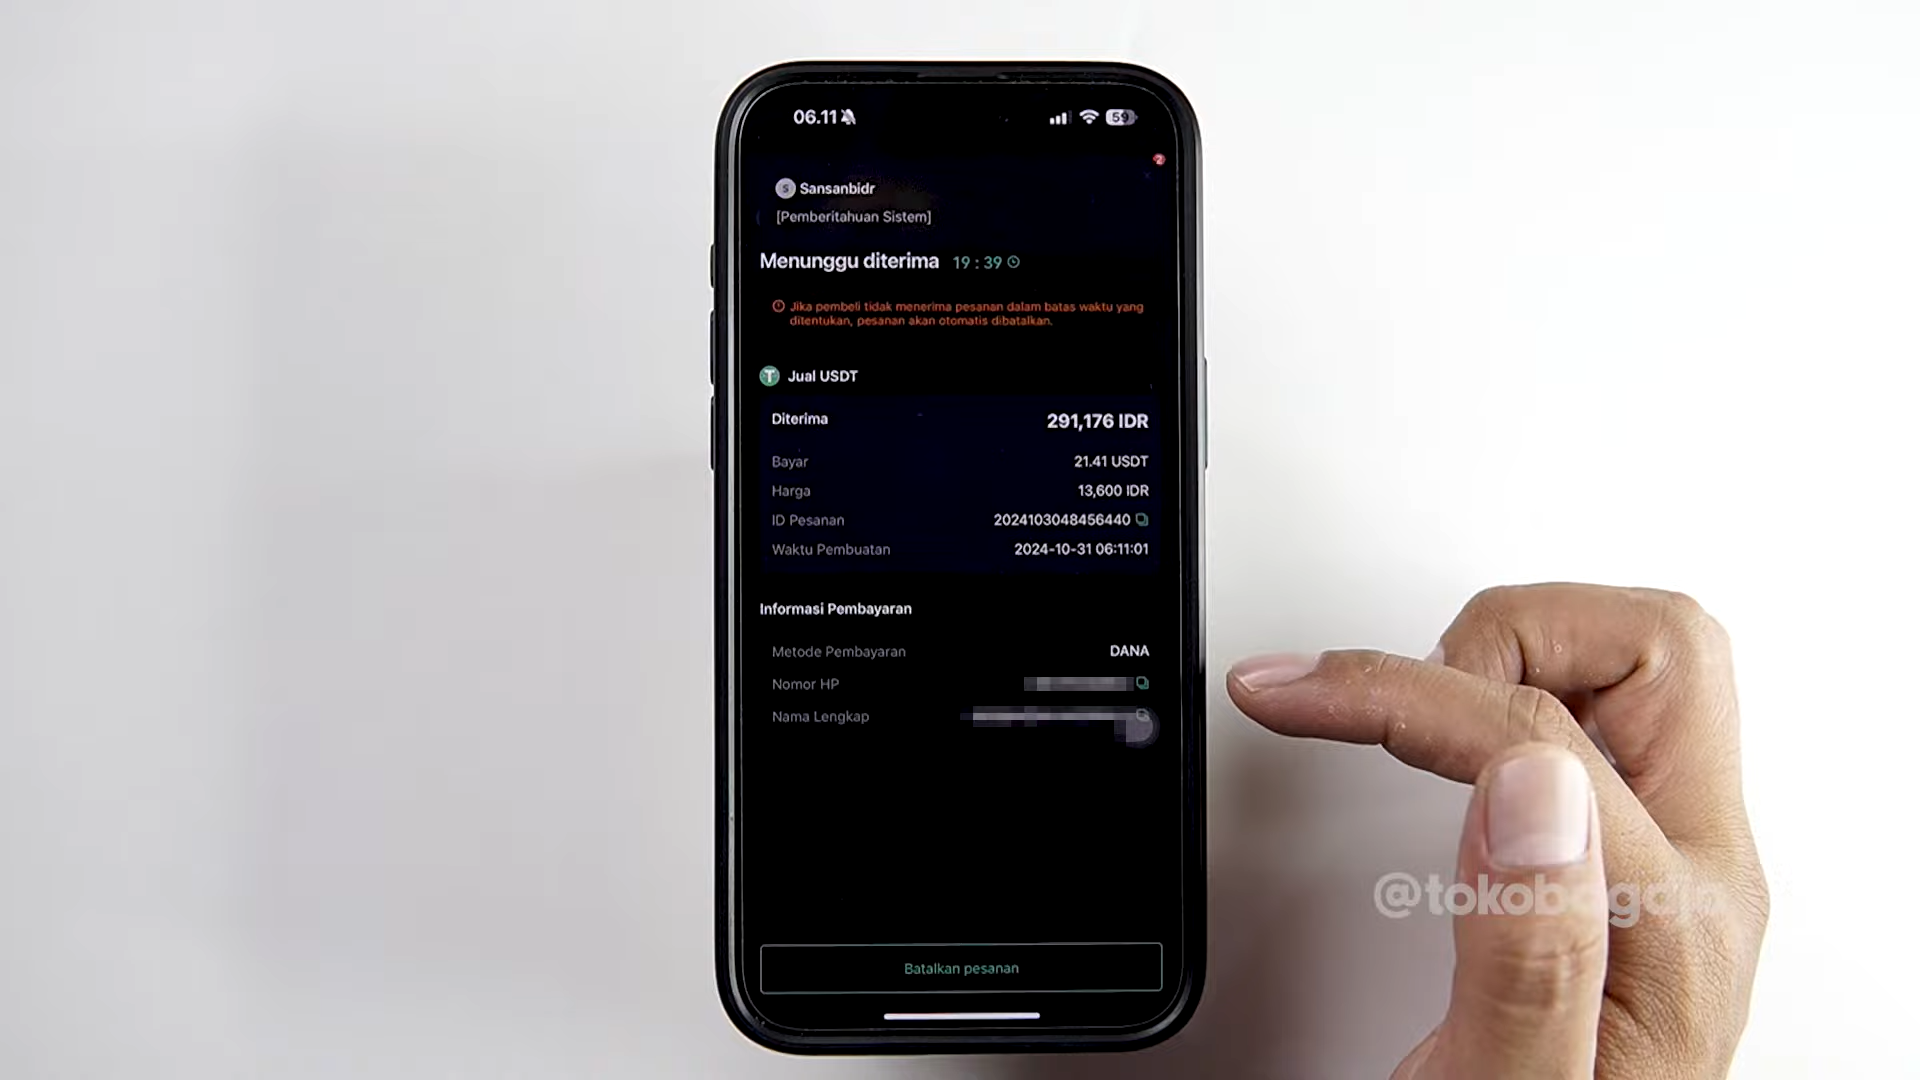 06.11
59
2
S Sansanbidr
[Pemberitahuan Sistem]
Menunggu diterima 19 : 39
Jika pembeli tidak menerima pesanan dalam batas waktu yang
ditentukan, pesanan akan otomatis dibatalkan.
T Jual USDT
Diterima 291,176 IDR
Bayar 21.41 USDT
Harga 13,600 IDR
ID Pesanan 2024103048456440
Waktu Pembuatan 2024-10-31 06:11:01
Informasi Pembayaran
Metode Pembayaran DANA
Nomor HP
Nama Lengkap
Batalkan pesanan